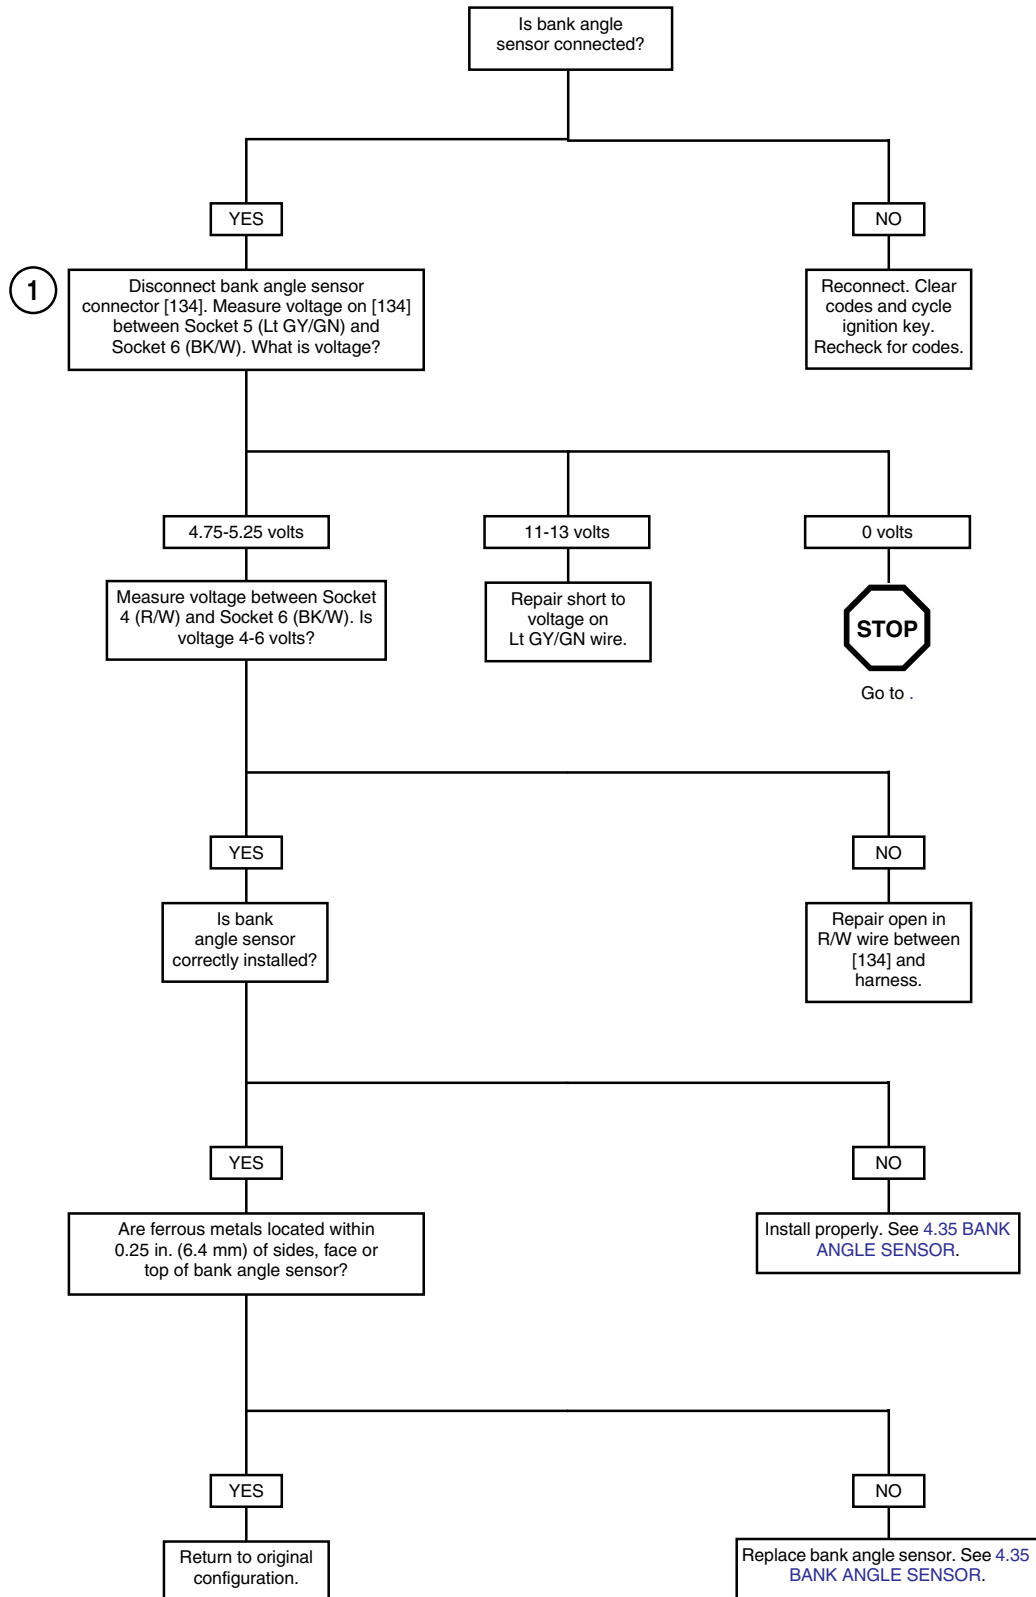 Is bank angle
sensor connected?
YES
NO
1
Disconnect bank angle sensor
connector [134]. Measure voltage on [134]
between Socket 5 (Lt GY/GN) and
Socket 6 (BK/W). What is voltage?
Reconnect. Clear
codes and cycle
ignition key.
Recheck for codes.
4.75-5.25 volts
11-13 volts
0 volts
Measure voltage between Socket
4 (R/W) and Socket 6 (BK/W). Is
voltage 4-6 volts?
Repair short to
voltage on
Lt GY/GN wire.
STOP
Go to .
YES
NO
Is bank
angle sensor
correctly installed?
Repair open in
R/W wire between
[134] and
harness.
YES
NO
Are ferrous metals located within
0.25 in. (6.4 mm) of sides, face or
top of bank angle sensor?
Install properly. See 4.35 BANK
ANGLE SENSOR.
YES
NO
Return to original
configuration.
Replace bank angle sensor. See 4.35
BANK ANGLE SENSOR.